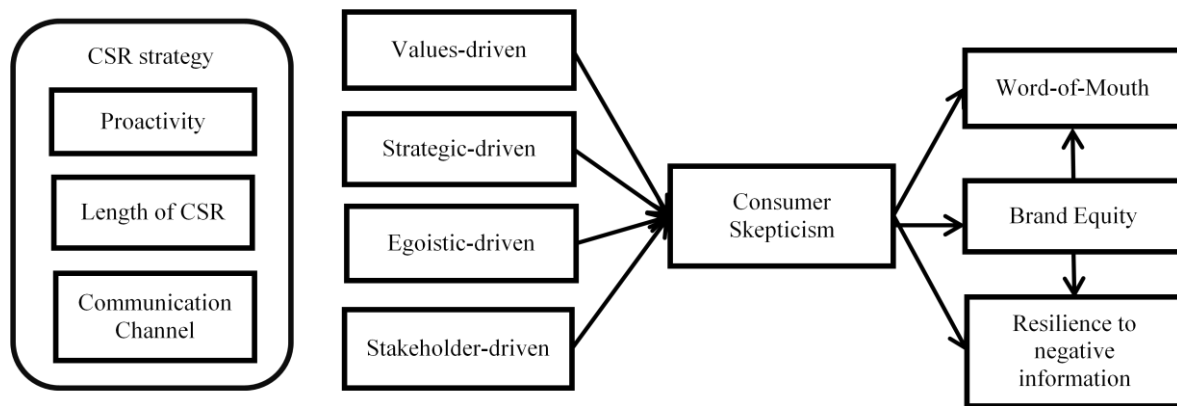 CSR strategy
Proactivity
Length of CSR
Communication
Channel
Values-driven
Strategic-driven
Egoistic-driven
Stakeholder-driven
Consumer
Skepticism
Word-of-Mouth
Brand Equity
Resilience to
negative
information